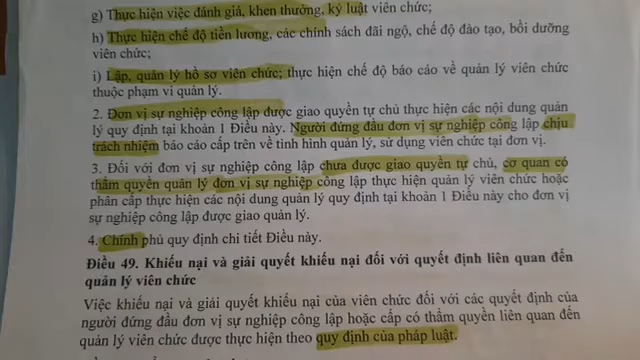 g) Thực hiện việc đánh giá, khen thưởng, kỷ luật viên chức;
h) Thực hiện chế độ tiền lương, các chính sách đãi ngộ, chế độ đào tạo, bồi dưỡng
viên chức;
i) Lập, quản lý hồ sơ viên chức; thực hiện chế độ báo cáo về quản lý viên chức
thuộc phạm vi quản lý.
2. Đơn vị sự nghiệp công lập được giao quyền tự chủ thực hiện các nội dung quản
lý quy định tại khoản 1 Điều này. Người đứng đầu đơn vị sự nghiệp công lập chịu
trách nhiệm báo cáo cấp trên về tình hình quản lý, sử dụng viên chức tại đơn vị.
3. Đối với đơn vị sự nghiệp công lập chưa được giao quyền tự chủ, cơ quan có
thẩm quyền quản lý đơn vị sự nghiệp công lập thực hiện quản lý viên chức hoặc
phân cấp thực hiện các nội dung quản lý quy định tại khoản 1 Điều này cho đơn vị
sự nghiệp công lập được giao quản lý.
4. Chính phủ quy định chi tiết Điều này.
Điều 49. Khiếu nại và giải quyết khiếu nại đối với quyết định liên quan đến
quản lý viên chức
Việc khiếu nại và giải quyết khiếu nại của viên chức đối với các quyết định của
người đứng đầu đơn vị sự nghiệp công lập hoặc cấp có thẩm quyền liên quan đến
quản lý viên chức được thực hiện theo quy định của pháp luật.